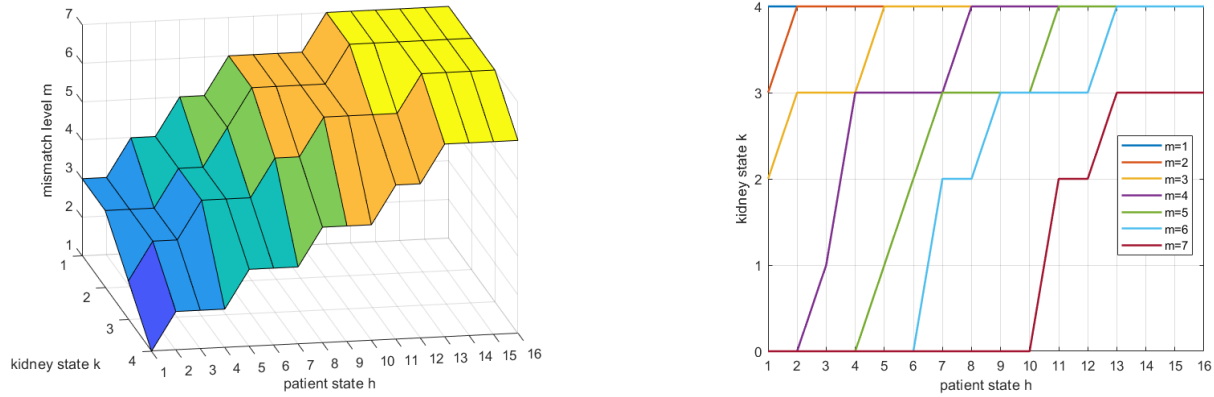 7
6
5
4
3
2
1
mismatch level m
1
2
3
4
kidney state k
1 2 3 4 5 6 7 8 9 10 11 12 13 14 15 16
patient state h
4
3
2
1
0
kidney state k
1 2 3 4 5 6 7 8 9 10 11 12 13 14 15 16
patient state h
m=1
m=2
m=3
m=4
m=5
m=6
m=7